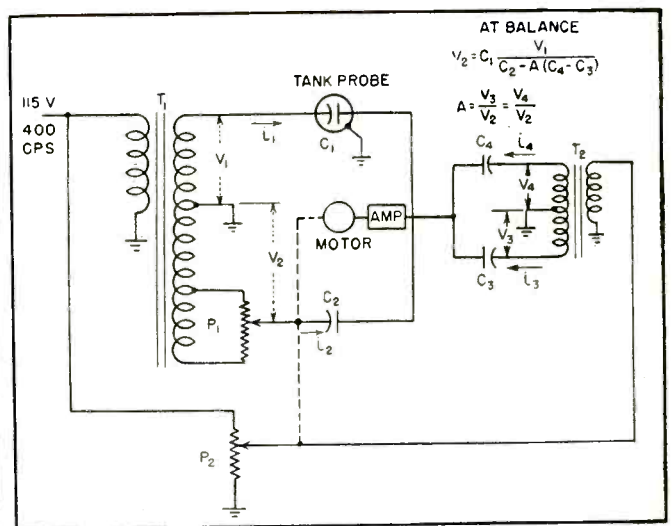 AT BALANCE
V₂ = C₁ V₁ / (C₂ − A (C₄ − C₃))
A = V₃ / V₂ = V₄ / V₂
TANK PROBE
115 V
400
CPS
T₁
V₁
i₁
C₁
C₄
i₄
T₂
V₄
AMP
MOTOR
V₃
V₂
C₃
i₃
C₂
P₁
i₂
P₂